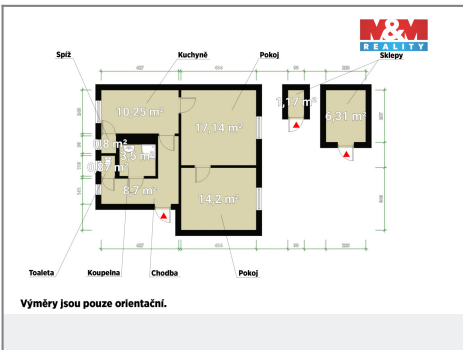 M&M
REALITY
Spíž
Kuchyně
Pokoj
Sklepy
10,25 m²
17,14 m²
1,17 m²
6,31 m²
0,8 m²
3,5 m²
0,87 m²
8,7 m²
14,2 m²
Toaleta
Koupelna
Chodba
Pokoj
Výměry jsou pouze orientační.